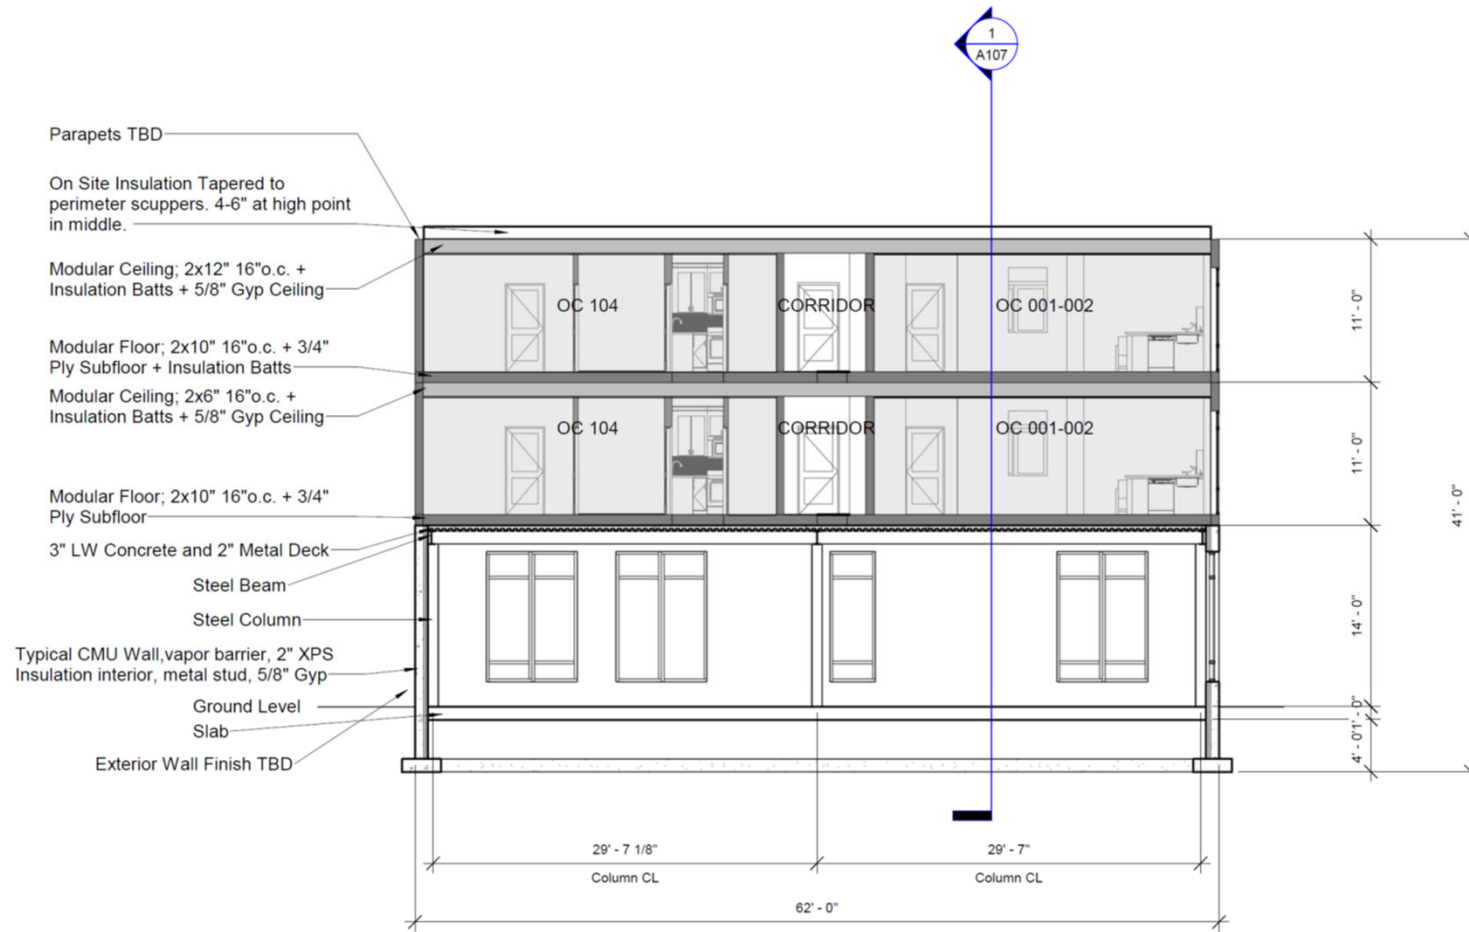 1
A107
Parapets TBD
On Site Insulation Tapered to
perimeter scuppers. 4-6" at high point
in middle.
Modular Ceiling; 2x12" 16"o.c. +
Insulation Batts + 5/8" Gyp Ceiling
OC 104
CORRIDOR
OC 001-002
11' - 0"
Modular Floor; 2x10" 16"o.c. + 3/4"
Ply Subfloor + Insulation Batts
Modular Ceiling; 2x6" 16"o.c. +
Insulation Batts + 5/8" Gyp Ceiling
OC 104
CORRIDOR
OC 001-002
11' - 0"
41' - 0"
Modular Floor; 2x10" 16"o.c. + 3/4"
Ply Subfloor
3" LW Concrete and 2" Metal Deck
Steel Beam
Steel Column
14' - 0"
Typical CMU Wall,vapor barrier, 2" XPS
Insulation interior, metal stud, 5/8" Gyp
Ground Level
Slab
1' - 0"
4' - 0"
Exterior Wall Finish TBD
29' - 7 1/8"
29' - 7"
Column CL
Column CL
62' - 0"